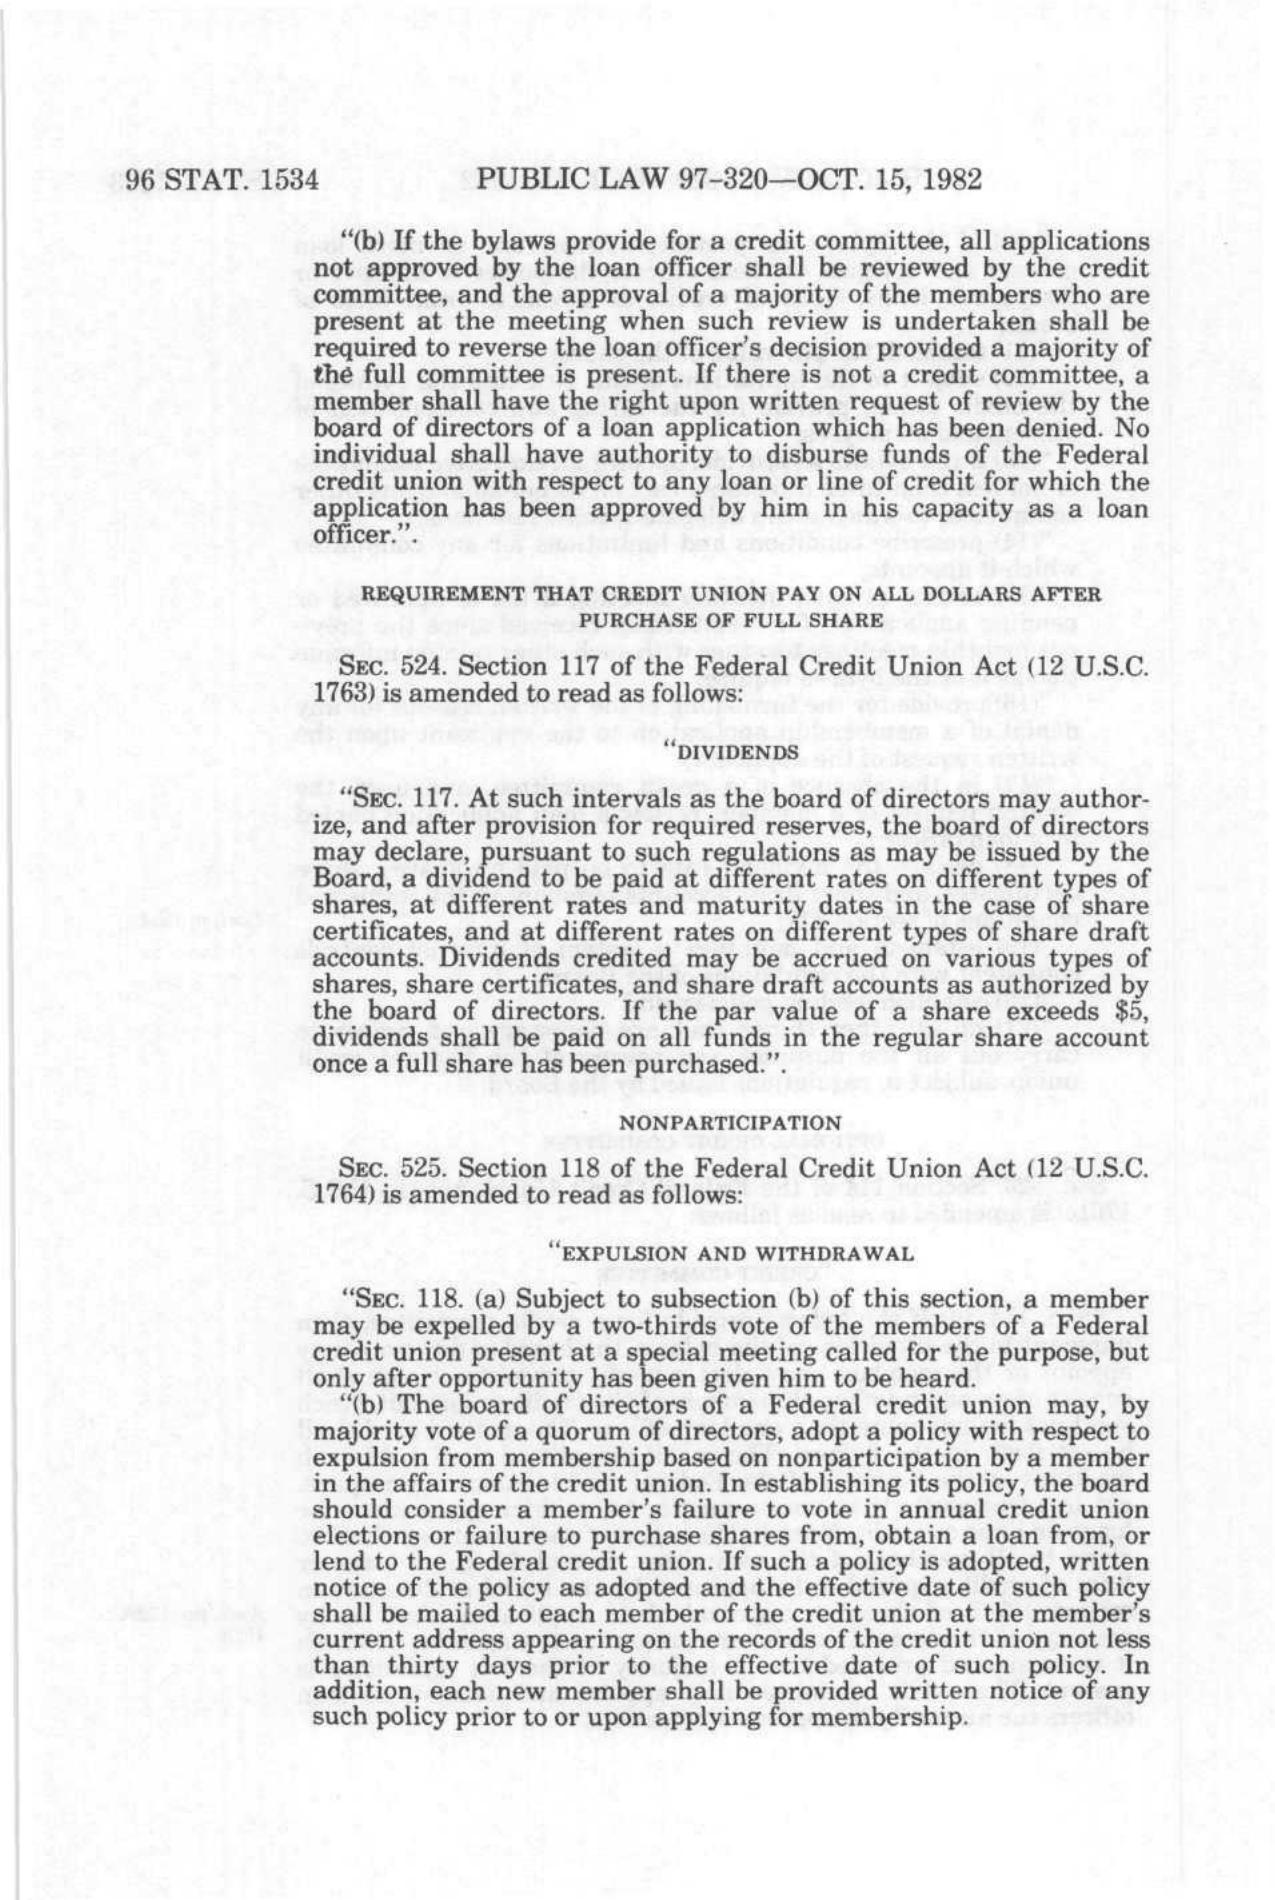 96 STAT. 1534
PUBLIC LAW 97-320—OCT. 15, 1982
"(b) If the bylaws provide for a credit committee, all applications
not approved by the loan officer shall be reviewed by the credit
committee, and the approval of a majority of the members who are
present at the meeting when such review is undertaken shall be
required to reverse the loan officer's decision provided a majority of
the full committee is present. If there is not a credit committee, a
member shall have the right upon written request of review by the
board of directors of a loan application which has been denied. No
individual shall have authority to disburse funds of the Federal
credit union with respect to any loan or line of credit for which the
application has been approved by him in his capacity as a loan
officer.".
REQUIREMENT THAT CREDIT UNION PAY ON ALL DOLLARS AFTER
PURCHASE OF FULL SHARE
SEC. 524. Section 117 of the Federal Credit Union Act (12 U.S.C.
1763) is amended to read as follows:
"DIVIDENDS
"SEC. 117. At such intervals as the board of directors may author-
ize, and after provision for required reserves, the board of directors
may declare, pursuant to such regulations as may be issued by the
Board, a dividend to be paid at different rates on different types of
shares, at different rates and maturity dates in the case of share
certificates, and at different rates on different types of share draft
accounts. Dividends credited may be accrued on various types of
shares, share certificates, and share draft accounts as authorized by
the board of directors. If the par value of a share exceeds $5,
dividends shall be paid on all funds in the regular share account
once a full share has been purchased.".
NONPARTICIPATION
SEC. 525. Section 118 of the Federal Credit Union Act (12 U.S.C.
1764) is amended to read as follows:
"EXPULSION AND WITHDRAWAL
"SEC. 118. (a) Subject to subsection (b) of this section, a member
may be expelled by a two-thirds vote of the members of a Federal
credit union present at a special meeting called for the purpose, but
only after opportunity has been given him to be heard.
"(b) The board of directors of a Federal credit union may, by
majority vote of a quorum of directors, adopt a policy with respect to
expulsion from membership based on nonparticipation by a member
in the affairs of the credit union. In establishing its policy, the board
should consider a member's failure to vote in annual credit union
elections or failure to purchase shares from, obtain a loan from, or
lend to the Federal credit union. If such a policy is adopted, written
notice of the policy as adopted and the effective date of such policy
shall be mailed to each member of the credit union at the member's
current address appearing on the records of the credit union not less
than thirty days prior to the effective date of such policy. In
addition, each new member shall be provided written notice of any
such policy prior to or upon applying for membership.